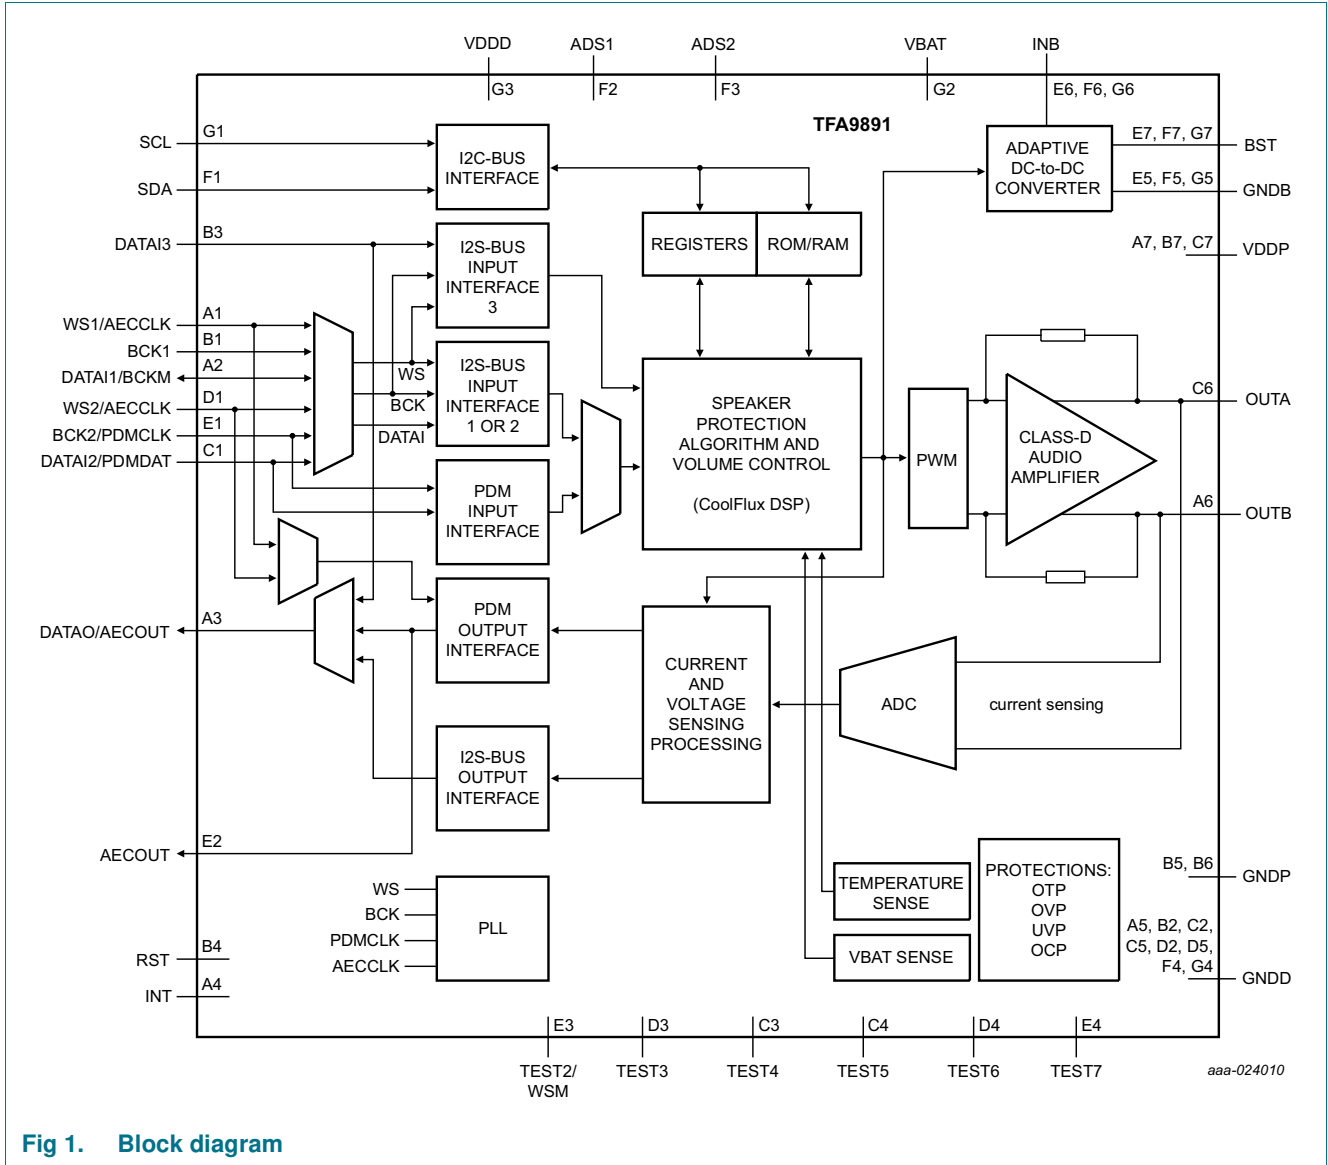 VDDD
ADS1
ADS2
VBAT
INB
G3
F2
F3
G2
E6, F6, G6
TFA9891
SCL
G1
SDA
F1
I2C-BUS
INTERFACE
ADAPTIVE
DC-to-DC
CONVERTER
E7, F7, G7
BST
E5, F5, G5
GNDB
DATAI3
B3
I2S-BUS
INPUT
INTERFACE
3
REGISTERS
ROM/RAM
A7, B7, C7
VDDP
WS1/AECCLK
A1
BCK1
B1
DATAI1/BCKM
A2
WS2/AECCLK
D1
BCK2/PDMCLK
E1
DATAI2/PDMDAT
C1
WS
BCK
DATAI
I2S-BUS
INPUT
INTERFACE
1 OR 2
PDM
INPUT
INTERFACE
SPEAKER
PROTECTION
ALGORITHM AND
VOLUME CONTROL
(CoolFlux DSP)
PWM
CLASS-D
AUDIO
AMPLIFIER
C6
OUTA
A6
OUTB
DATAO/AECOUT
A3
PDM
OUTPUT
INTERFACE
CURRENT
AND
VOLTAGE
SENSING
PROCESSING
ADC
current sensing
I2S-BUS
OUTPUT
INTERFACE
AECOUT
E2
WS
BCK
PDMCLK
AECCLK
PLL
TEMPERATURE
SENSE
VBAT SENSE
PROTECTIONS:
OTP
OVP
UVP
OCP
B5, B6
GNDP
A5, B2, C2,
C5, D2, D5,
F4, G4
GNDD
RST
B4
INT
A4
E3
D3
C3
C4
D4
E4
TEST2/
WSM
TEST3
TEST4
TEST5
TEST6
TEST7
aaa-024010
Fig 1. Block diagram